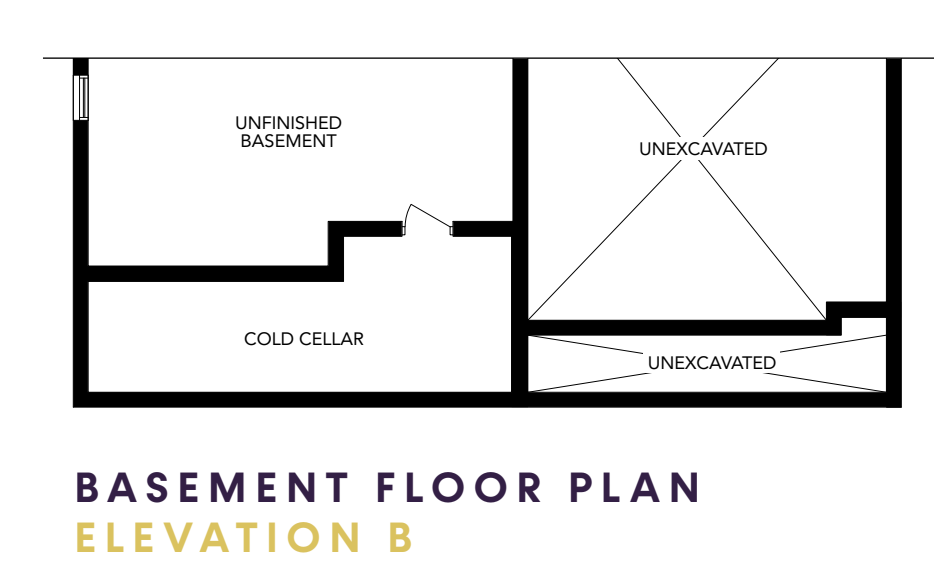 UNFINISHED
BASEMENT
UNEXCAVATED
COLD CELLAR
UNEXCAVATED
BASEMENT FLOOR PLAN
ELEVATION B